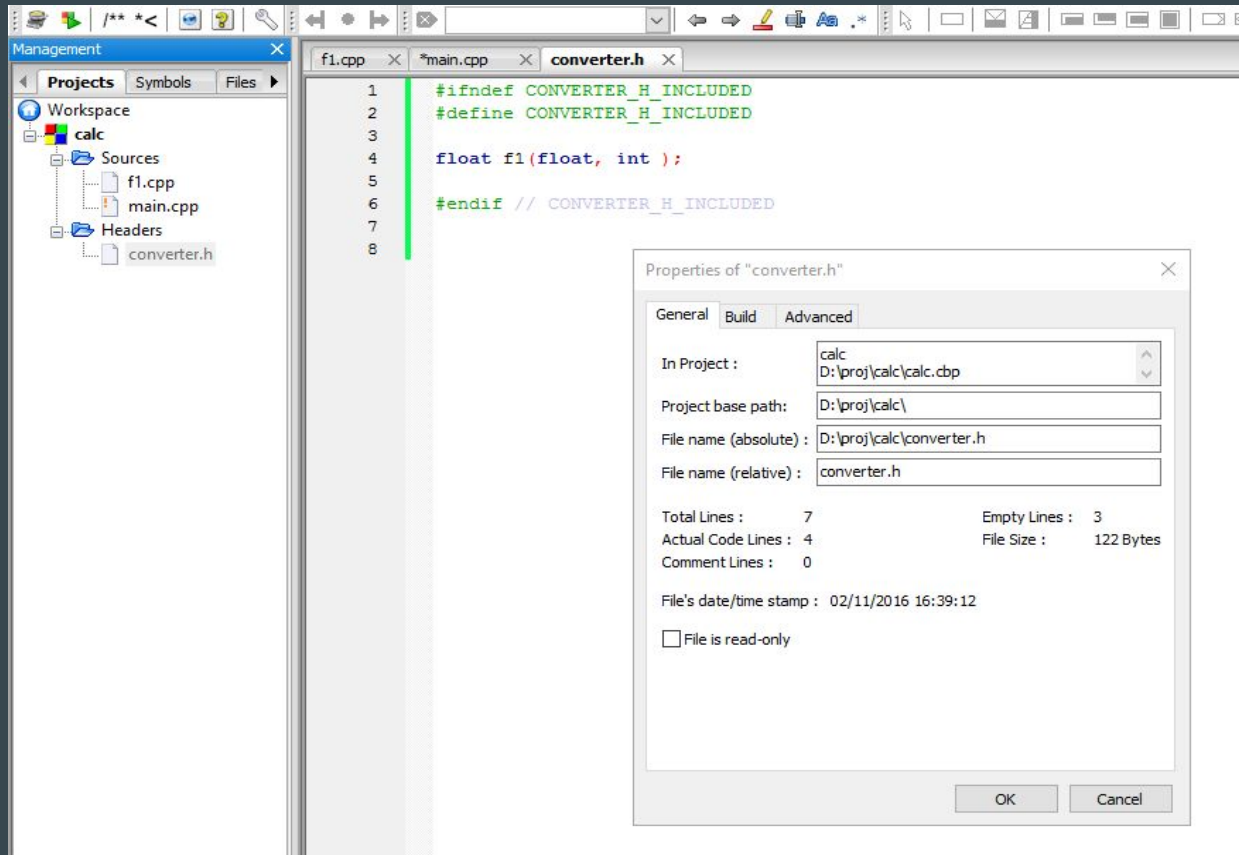 /** *<
.*
Management
Projects Symbols Files
Workspace
calc
Sources
f1.cpp
main.cpp
Headers
converter.h
f1.cpp *main.cpp converter.h
1 #ifndef CONVERTER_H_INCLUDED
2 #define CONVERTER_H_INCLUDED
3
4 float f1(float, int );
5
6 #endif // CONVERTER_H_INCLUDED
7
8
Properties of "converter.h"
General Build Advanced
In Project : calc
D:\proj\calc\calc.cbp
Project base path: D:\proj\calc\
File name (absolute) : D:\proj\calc\converter.h
File name (relative) : converter.h
Total Lines : 7 Empty Lines : 3
Actual Code Lines : 4 File Size : 122 Bytes
Comment Lines : 0
File's date/time stamp : 02/11/2016 16:39:12
File is read-only
OK Cancel